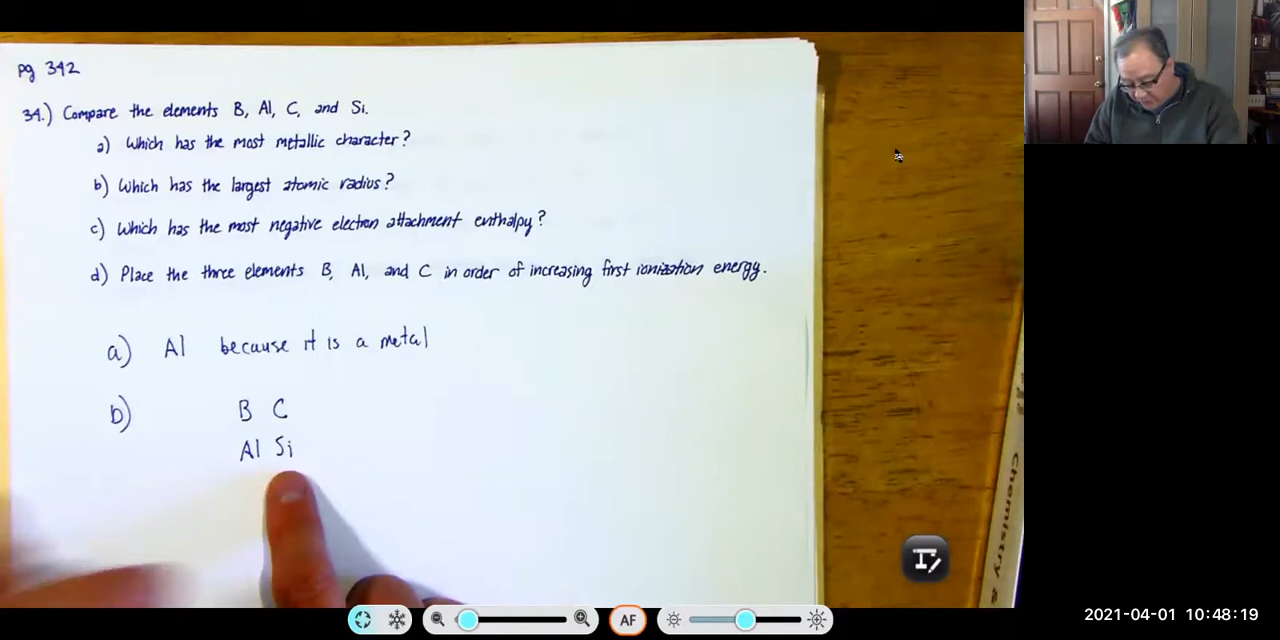 pg 342
34.) Compare the elements B, Al, C, and Si.
a) Which has the most metallic character?
b) Which has the largest atomic radius?
c) Which has the most negative electron attachment enthalpy?
d) Place the three elements B, Al, and C in order of increasing first ionization energy.
a) Al because it is a metal
b) B C
Al Si
Chemistry &
AF
2021-04-01 10:48:19